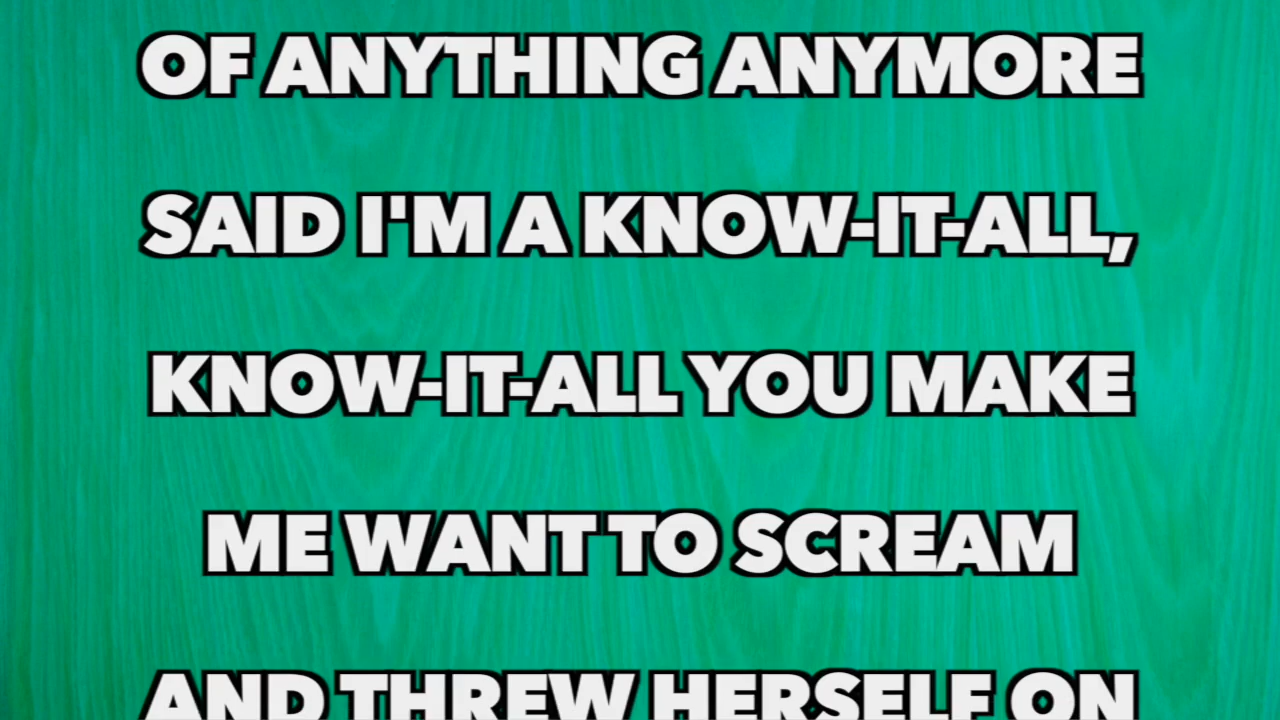 OF ANYTHING ANYMORE
SAID I'M A KNOW-IT-ALL,
KNOW-IT-ALL YOU MAKE
ME WANT TO SCREAM
AND THREW HERSELF ON